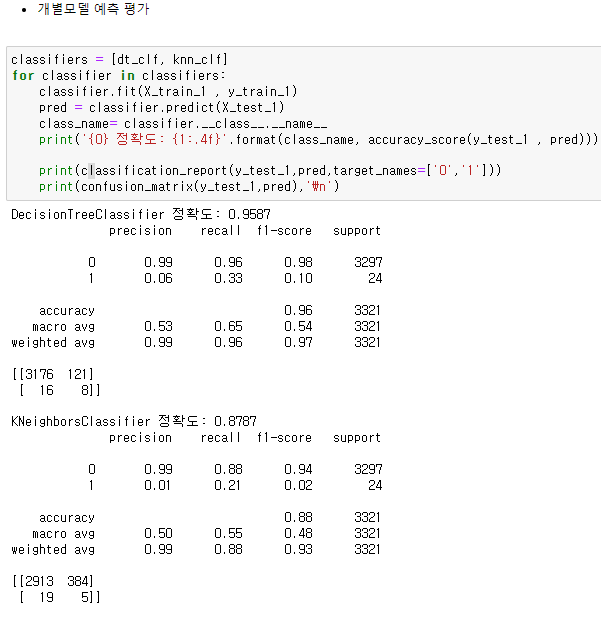 • 개별모델 예측 평가
classifiers = [dt_clf, knn_clf]
for classifier in classifiers:
    classifier.fit(X_train_1 , y_train_1)
    pred = classifier.predict(X_test_1)
    class_name= classifier.__class__.__name__
    print('{0} 정확도: {1:.4f}'.format(class_name, accuracy_score(y_test_1 , pred)))
    print(classification_report(y_test_1,pred,target_names=['0','1']))
    print(confusion_matrix(y_test_1,pred),'₩n')
DecisionTreeClassifier 정확도: 0.9587
              precision    recall  f1-score   support
           0       0.99      0.96      0.98      3297
           1       0.06      0.33      0.10        24
    accuracy                           0.96      3321
   macro avg       0.53      0.65      0.54      3321
weighted avg       0.99      0.96      0.97      3321
[[3176  121]
 [  16    8]]
KNeighborsClassifier 정확도: 0.8787
              precision    recall  f1-score   support
           0       0.99      0.88      0.94      3297
           1       0.01      0.21      0.02        24
    accuracy                           0.88      3321
   macro avg       0.50      0.55      0.48      3321
weighted avg       0.99      0.88      0.93      3321
[[2913  384]
 [  19    5]]